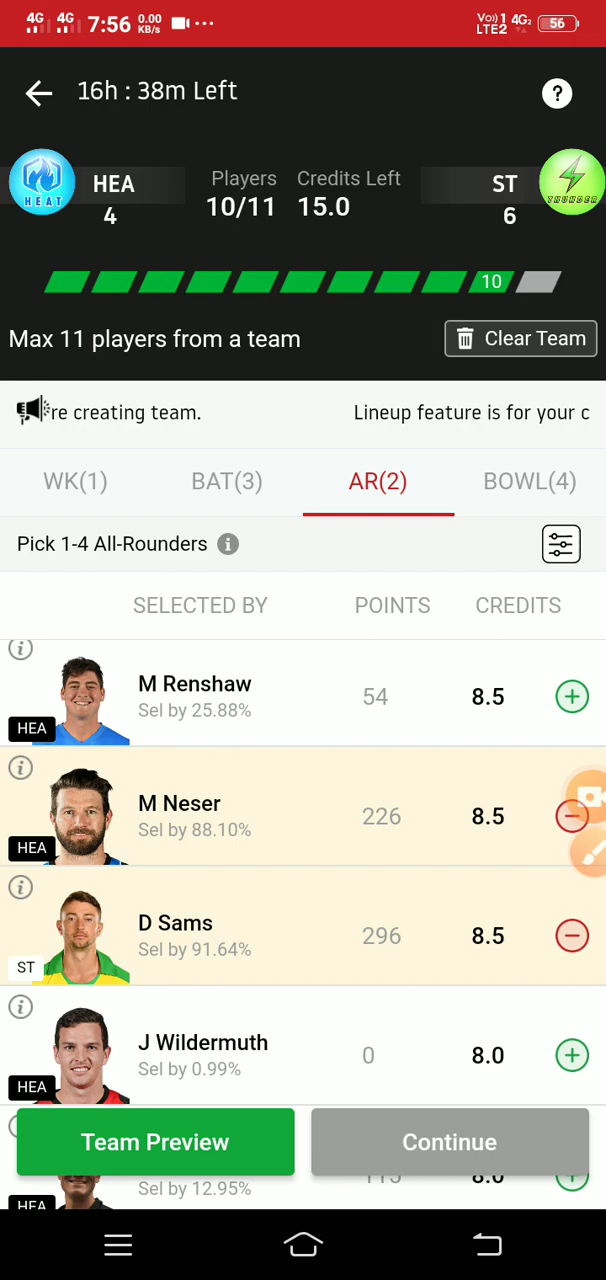 4G 4G 7:56 0.00 KB/s ... Vo)) 1 4G2 LTE2 56
16h : 38m Left ?
HEAT HEA Players Credits Left ST THUNDER
4 10/11 15.0 6
10
Max 11 players from a team Clear Team
re creating team. Lineup feature is for your c
WK(1) BAT(3) AR(2) BOWL(4)
Pick 1-4 All-Rounders i
SELECTED BY POINTS CREDITS
i
M Renshaw
Sel by 25.88%
54 8.5 +
HEA
i
M Neser
Sel by 88.10%
226 8.5 −
HEA
i
D Sams
Sel by 91.64%
296 8.5 −
ST
i
J Wildermuth
Sel by 0.99%
0 8.0 +
HEA
Team Preview Continue
Sel by 12.95% 115 8.0 +
HEA